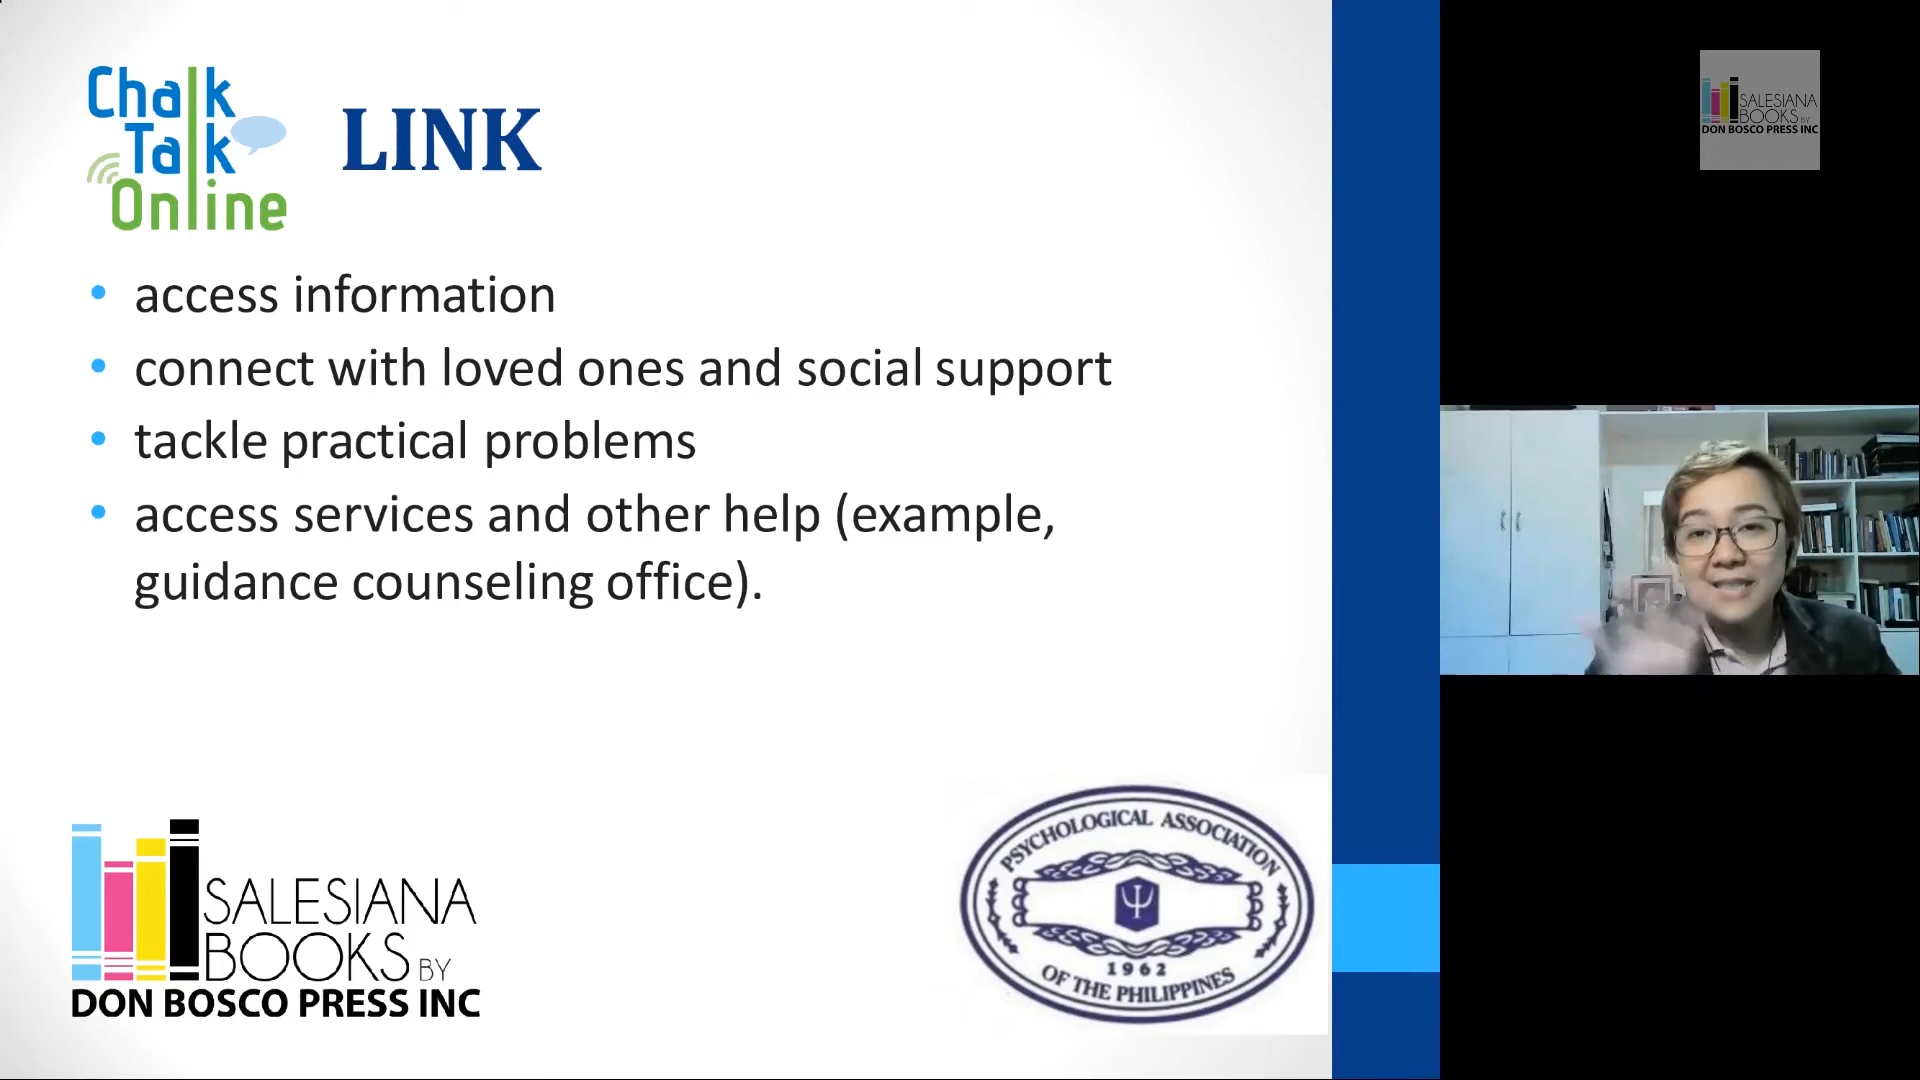 Chalk
Talk
Online
LINK
• access information
• connect with loved ones and social support
• tackle practical problems
• access services and other help (example,
guidance counseling office).
SALESIANA
BOOKS BY
DON BOSCO PRESS INC
PSYCHOLOGICAL ASSOCIATION
1962
OF THE PHILIPPINES
SALESIANA
BOOKS BY
DON BOSCO PRESS INC